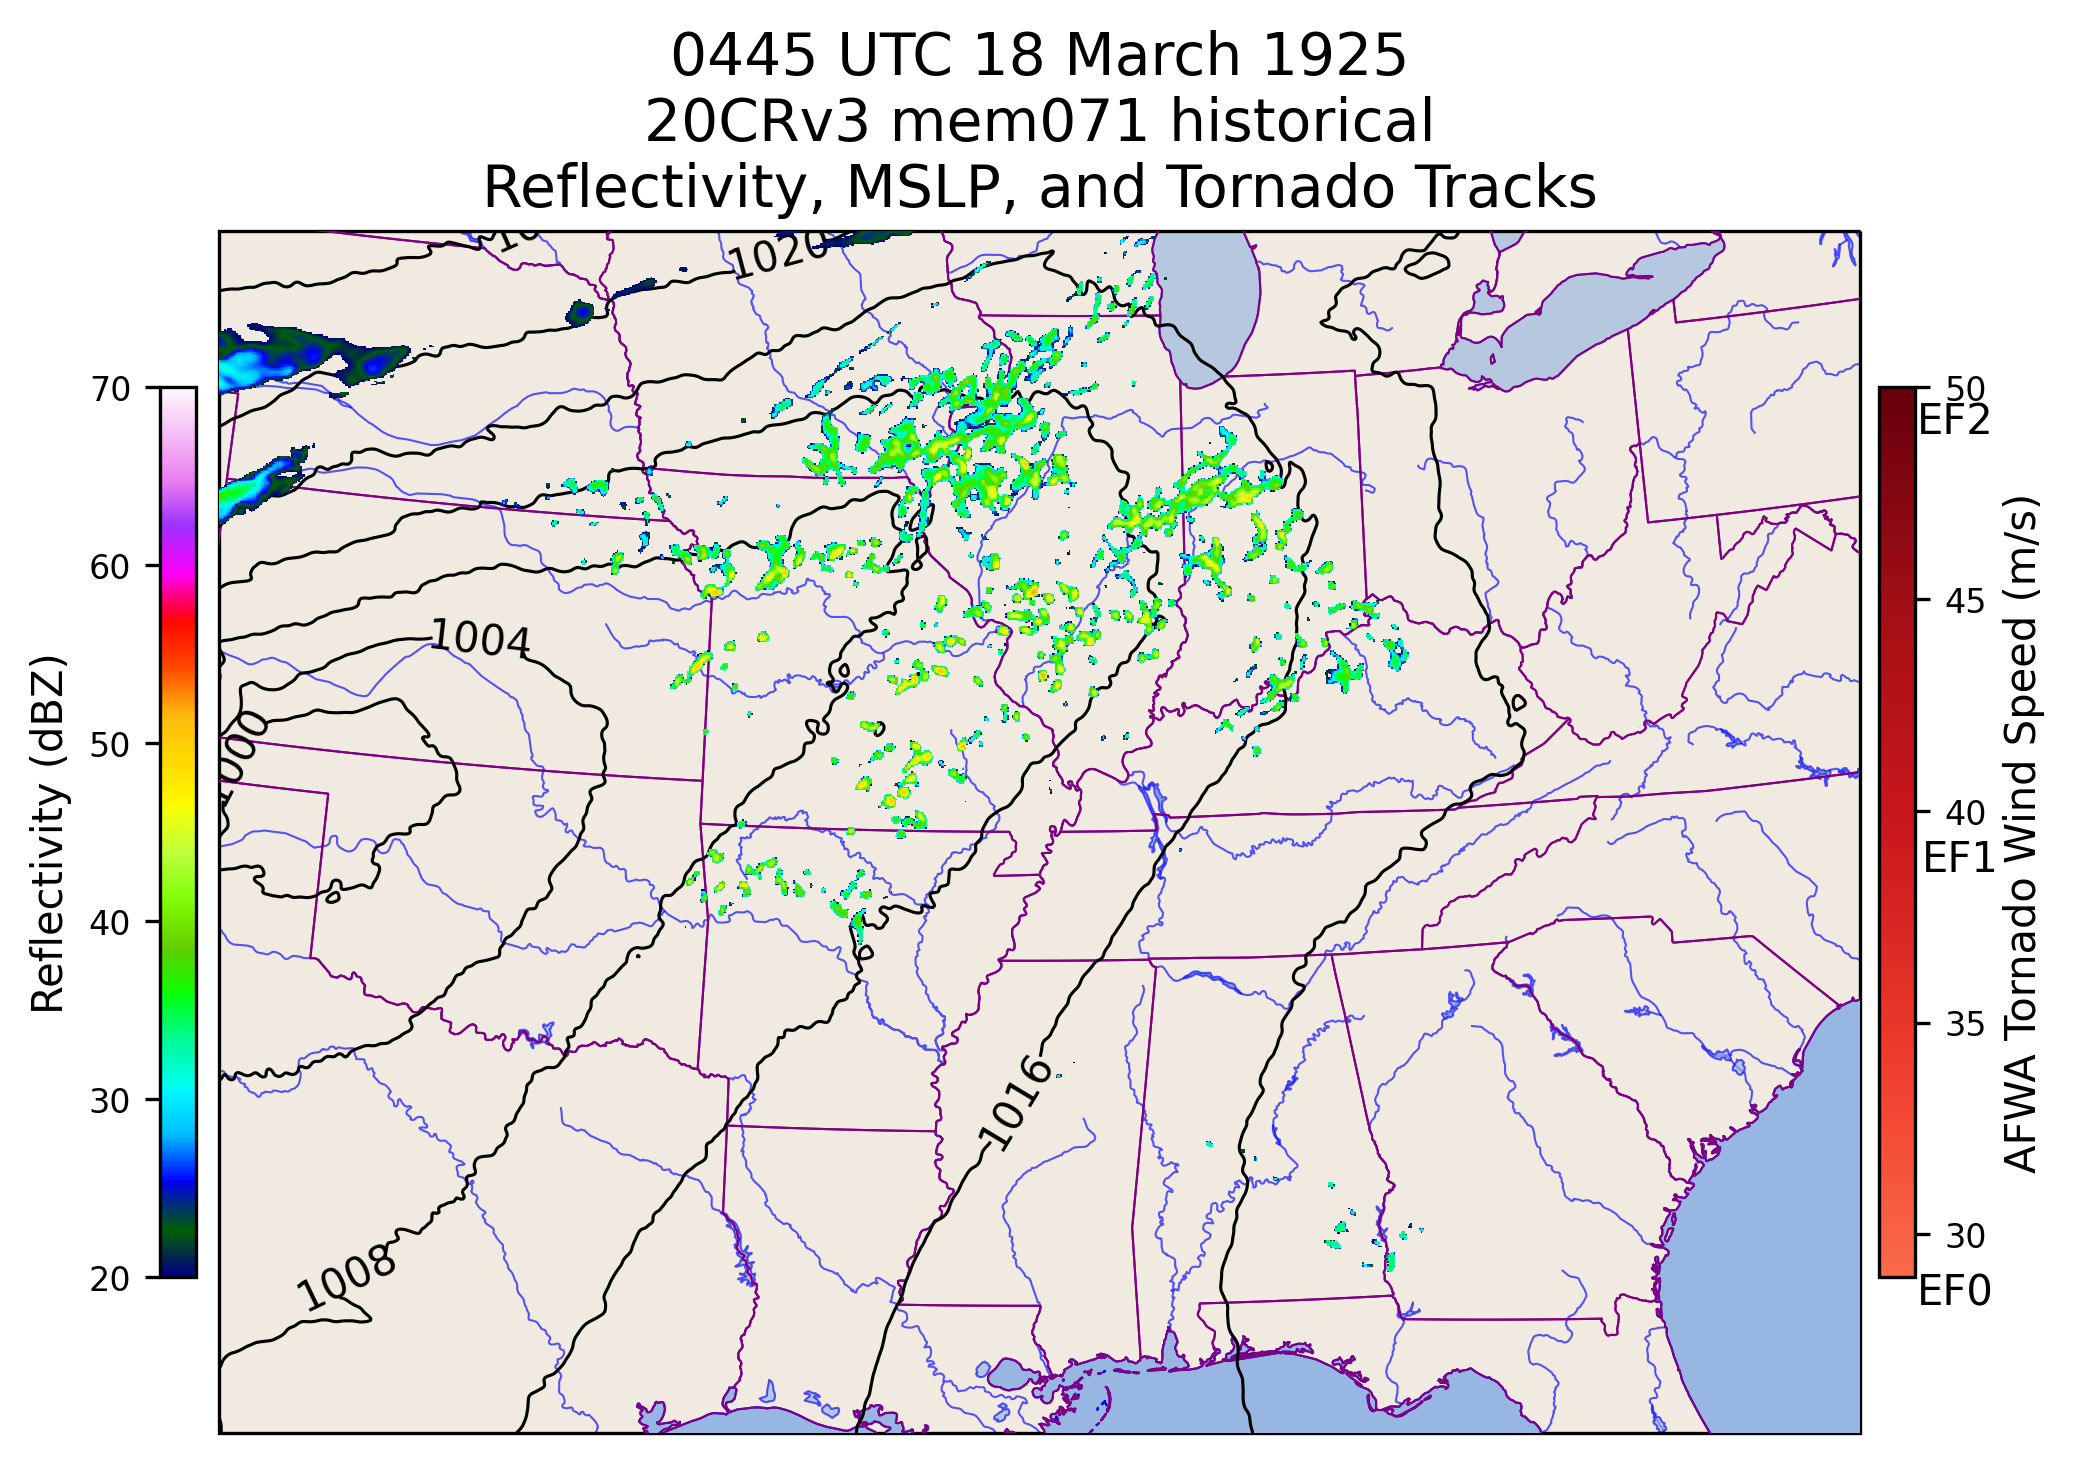 0445 UTC 18 March 1925
20CRv3 mem071 historical
Reflectivity, MSLP, and Tornado Tracks
1020
1004
1000
1016
1008
Reflectivity (dBZ)
70
60
50
40
30
20
50
EF2
45
40
EF1
35
30
EF0
AFWA Tornado Wind Speed (m/s)